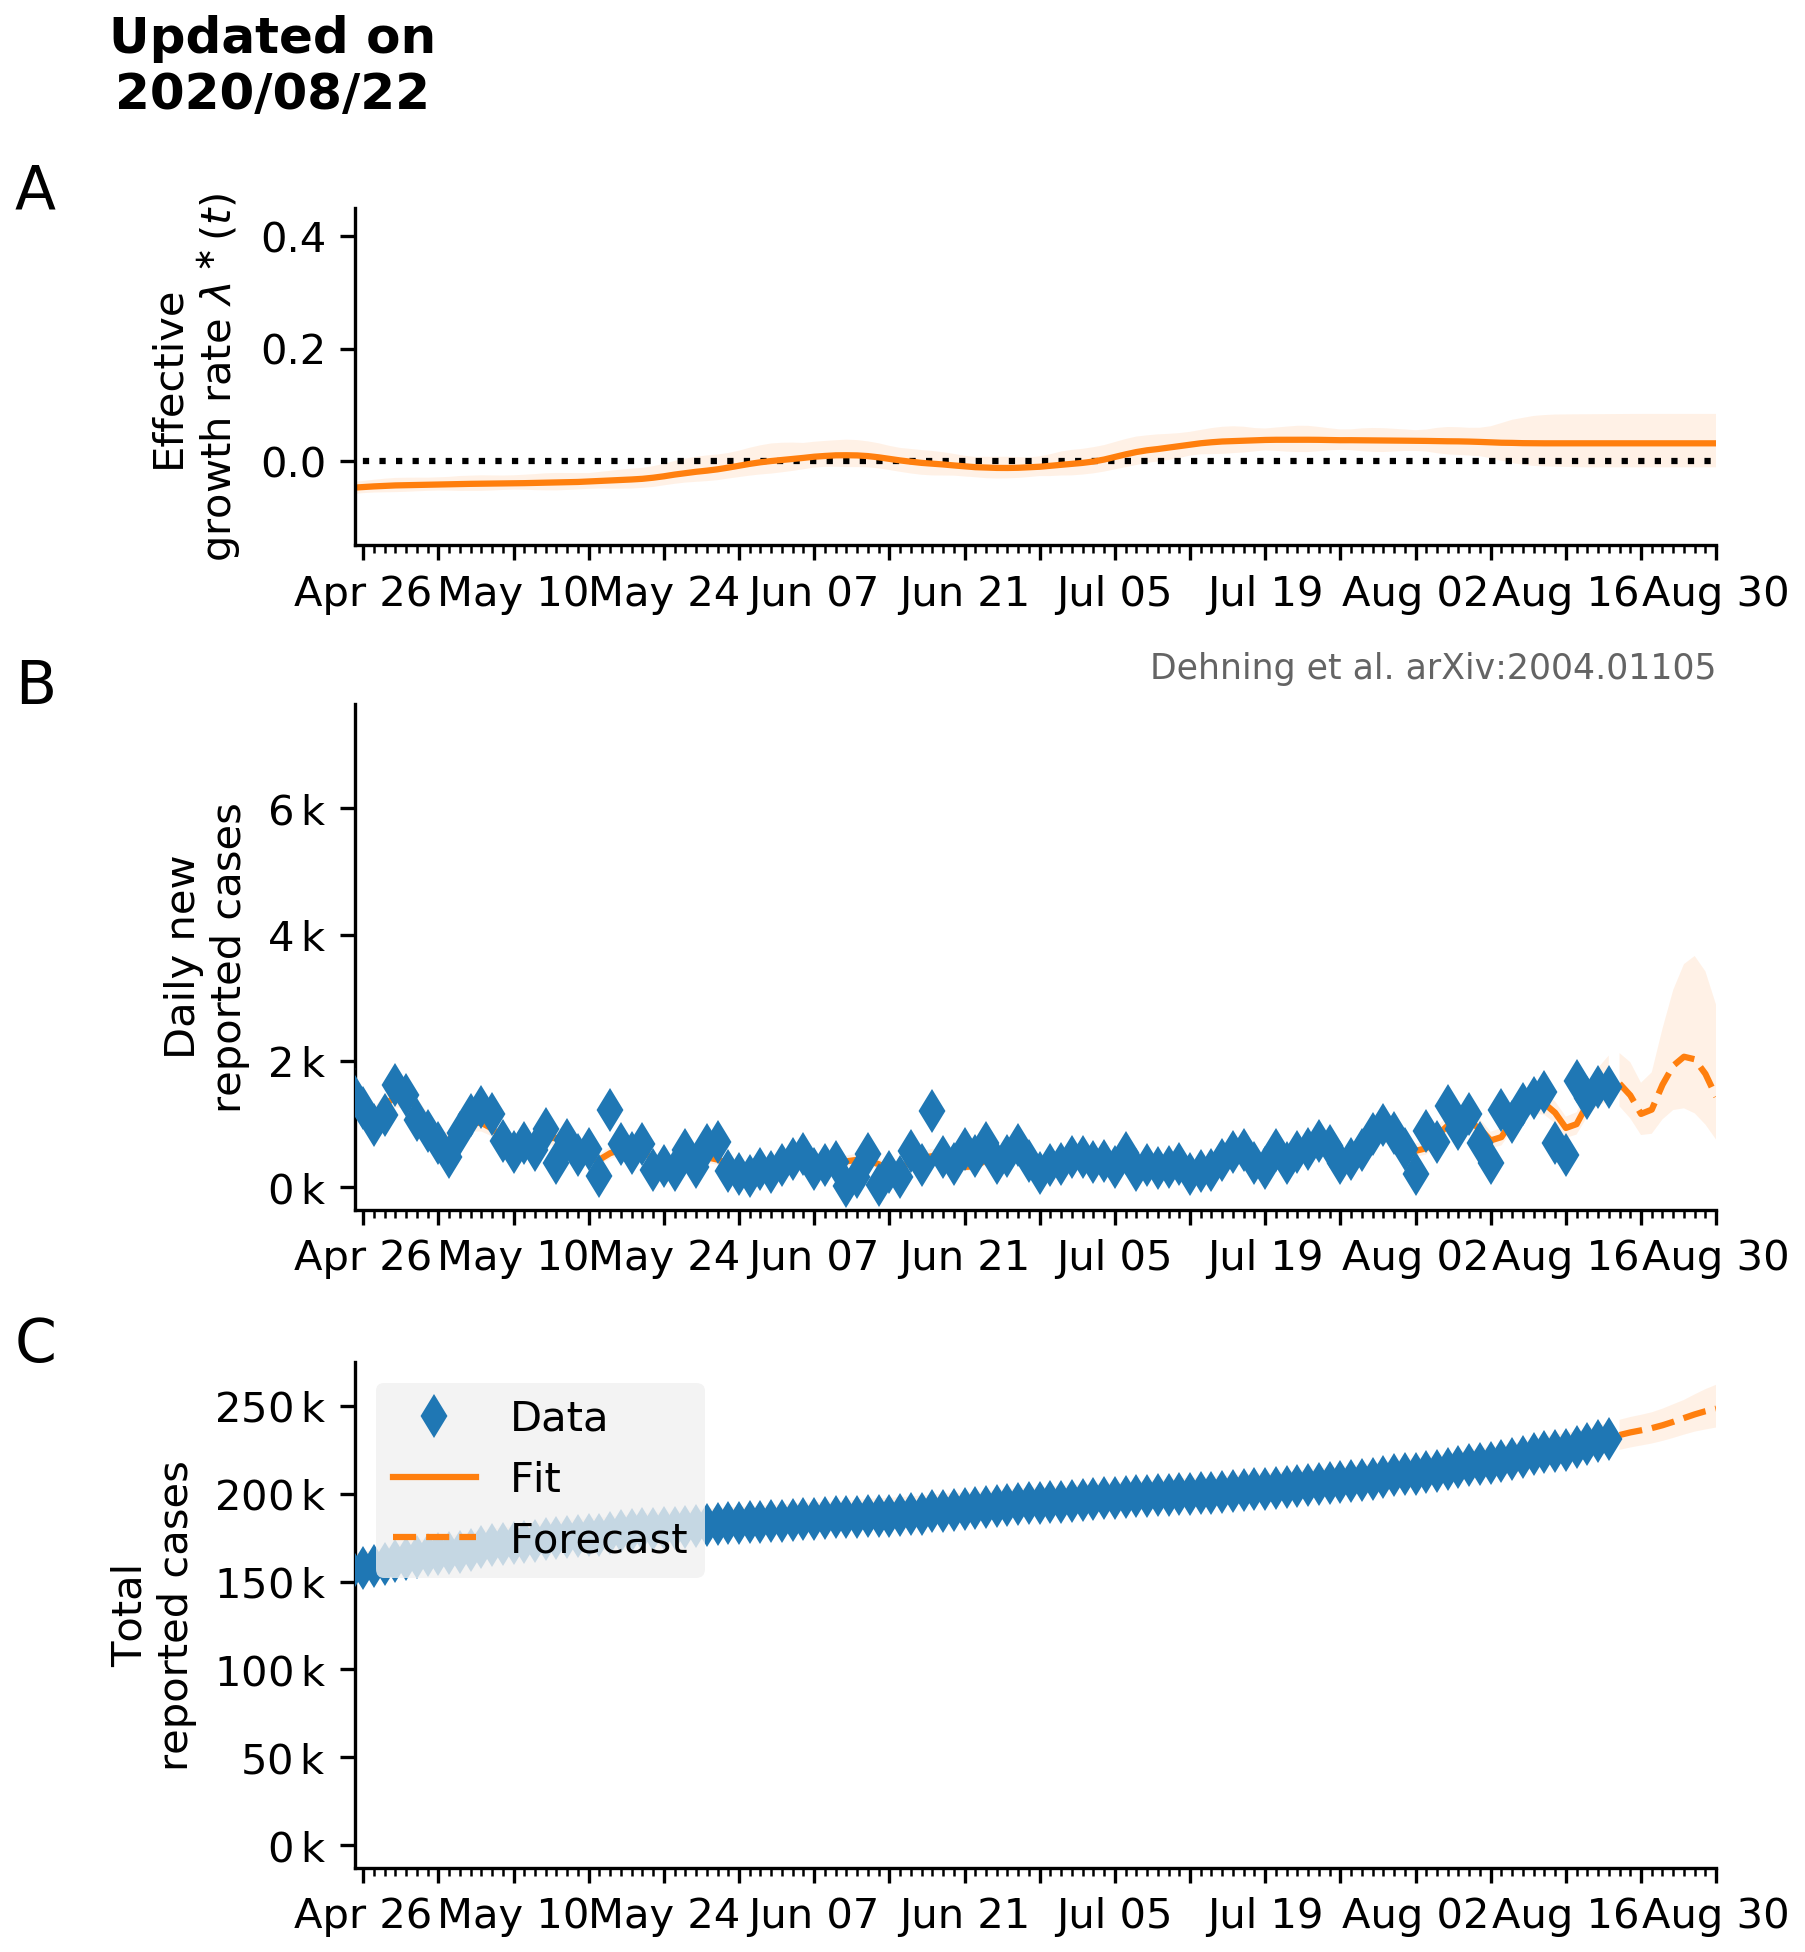 Updated on
2020/08/22
A
Effective
growth rate λ * (t)
0.4
0.2
0.0
Apr 26 May 10 May 24 Jun 07 Jun 21 Jul 05 Jul 19 Aug 02 Aug 16 Aug 30
Dehning et al. arXiv:2004.01105
B
Daily new
reported cases
6 k
4 k
2 k
0 k
Apr 26 May 10 May 24 Jun 07 Jun 21 Jul 05 Jul 19 Aug 02 Aug 16 Aug 30
C
Total
reported cases
250 k
200 k
150 k
100 k
50 k
0 k
Data
Fit
Forecast
Apr 26 May 10 May 24 Jun 07 Jun 21 Jul 05 Jul 19 Aug 02 Aug 16 Aug 30